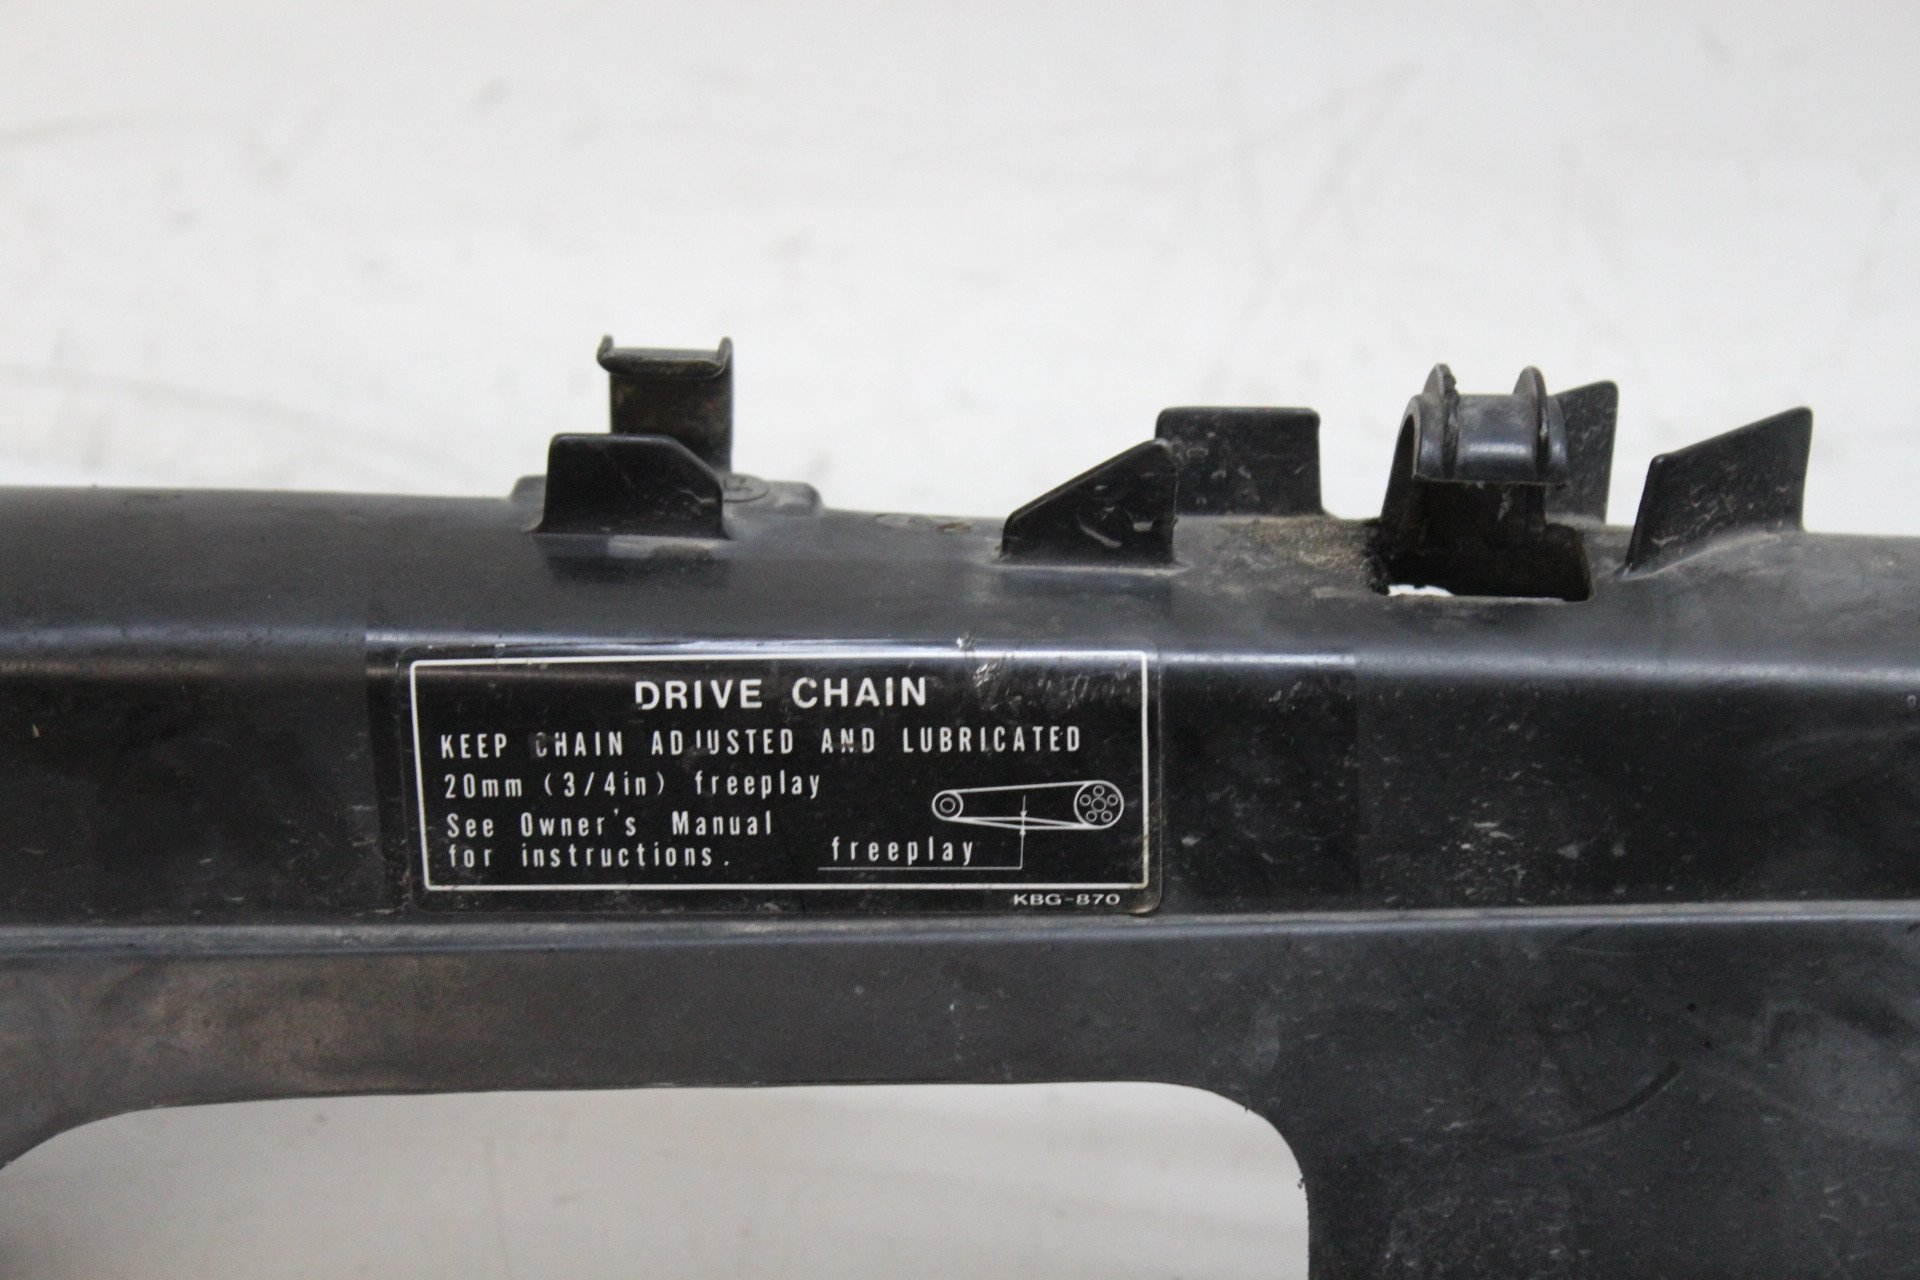 DRIVE CHAIN
KEEP CHAIN ADJUSTED AND LUBRICATED
20mm (3/4in) freeplay
See Owner's Manual
for instructions.
freeplay
KBG-870